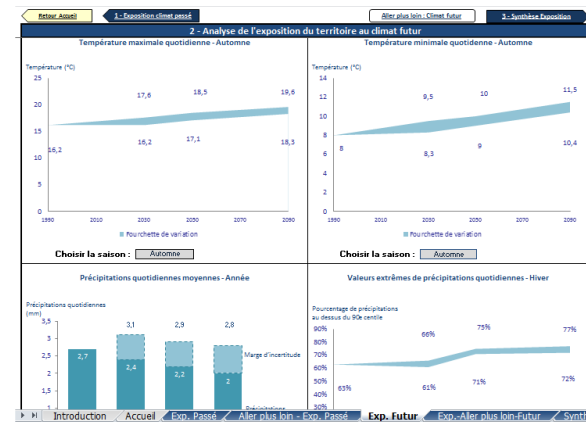 Retour Accueil
1 - Exposition climat passé
Aller plus loin : Climat futur
3 - Synthèse Exposition
2 - Analyse de l'exposition du territoire au climat futur
Température maximale quotidienne - Automne
Température (°C)
25
20
15
10
5
0
17,6
18,5
19,6
16,2
16,2
17,1
18,3
1990
2010
2030
2050
2070
2090
Fourchette de variation
Choisir la saison :
Automne
Température minimale quotidienne - Automne
Température (°C)
14
12
10
8
6
4
2
0
9,5
10
11,5
8
8,3
9
10,4
1990
2010
2030
2050
2070
2090
Fourchette de variation
Choisir la saison :
Automne
Précipitations quotidiennes moyennes - Année
Précipitations quotidiennes
(mm)
3,5
3
2,5
2
1,5
1
3,1
2,9
2,8
2,7
2,4
2,2
2
Marge d'incertitude
Précipitations
Valeurs extrêmes de précipitations quotidiennes - Hiver
Pourcentage de précipitations
au dessus du 90e centile
90%
80%
70%
60%
50%
40%
30%
66%
75%
77%
63%
61%
71%
72%
Introduction
Accueil
Exp. Passé
Aller plus loin - Exp. Passé
Exp. Futur
Exp.-Aller plus loin-Futur
Synth